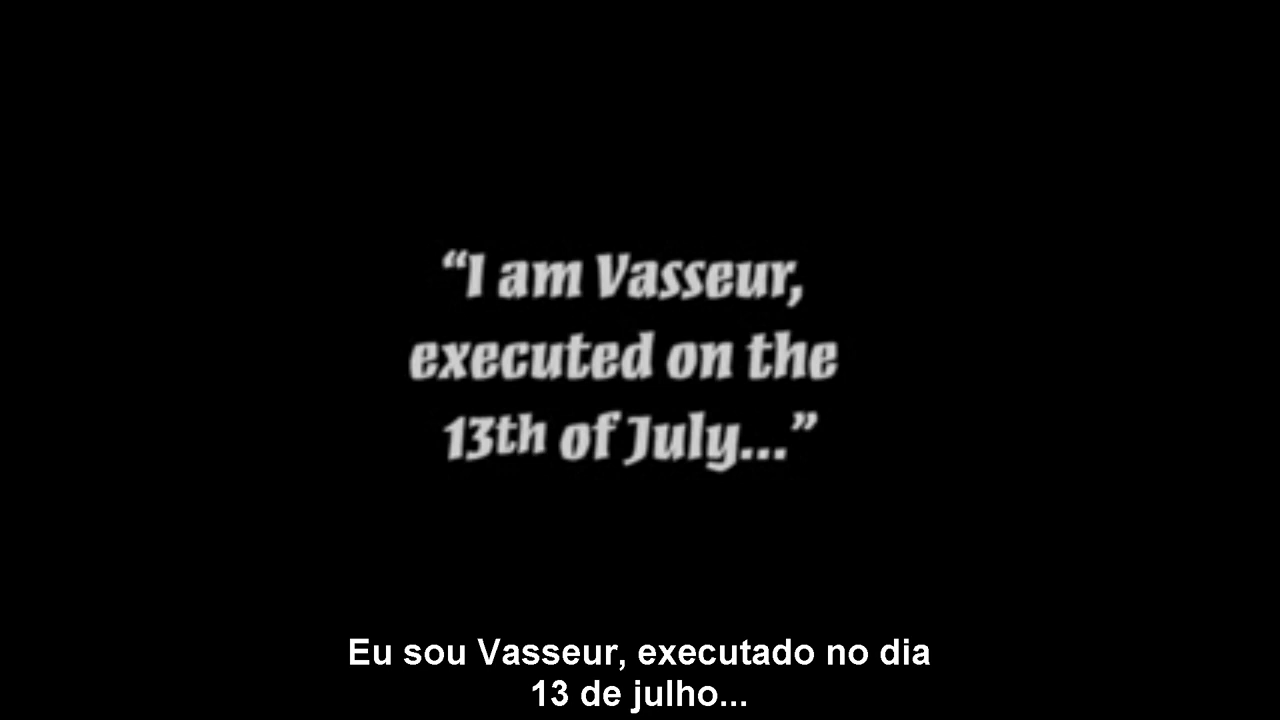 “I am Vasseur,
executed on the
13th of July...”
Eu sou Vasseur, executado no dia
13 de julho...